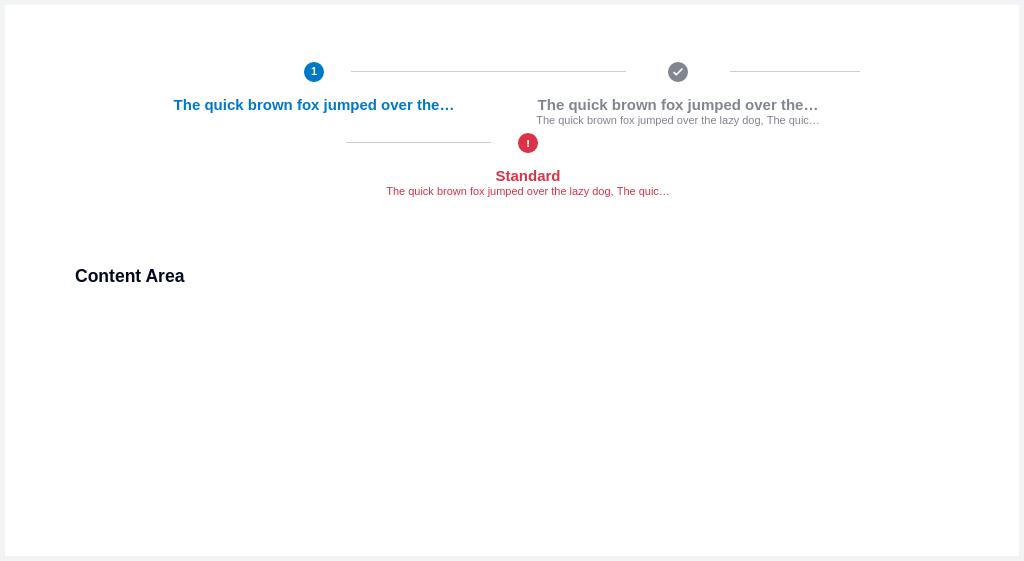 1
The quick brown fox jumped over the…
The quick brown fox jumped over the…
The quick brown fox jumped over the lazy dog, The quic…
!
Standard
The quick brown fox jumped over the lazy dog, The quic…
Content Area